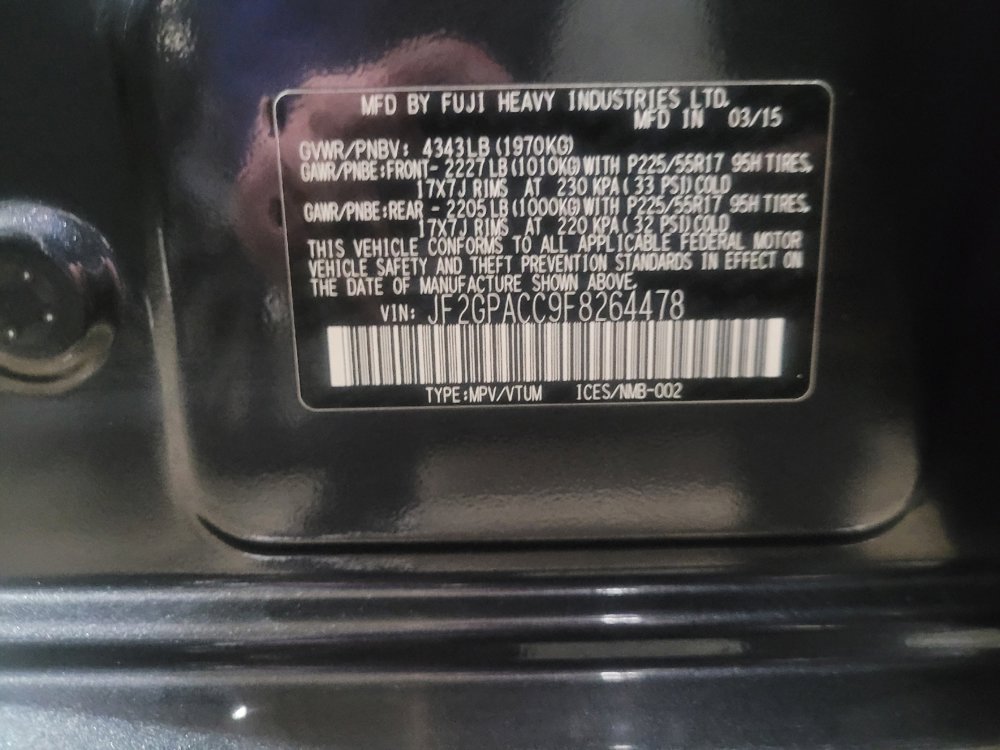 MFD BY FUJI HEAVY INDUSTRIES LTD.
MFD IN 03/15
GVWR/PNBV: 4343LB (1970KG)
GAWR/PNBE:FRONT- 2227LB(1010KG)WITH P225/55R17 95H TIRES,
17X7J RIMS AT 230 KPA( 33 PSI)COLD
GAWR/PNBE:REAR - 2205LB(1000KG)WITH P225/55R17 95H TIRES,
17X7J RIMS AT 220 KPA( 32 PSI)COLD
THIS VEHICLE CONFORMS TO ALL APPLICABLE FEDERAL MOTOR
VEHICLE SAFETY AND THEFT PREVENTION STANDARDS IN EFFECT ON
THE DATE OF MANUFACTURE SHOWN ABOVE.
VIN: JF2GPACC9F8264478
TYPE:MPV/VTUM ICES/NMB-002